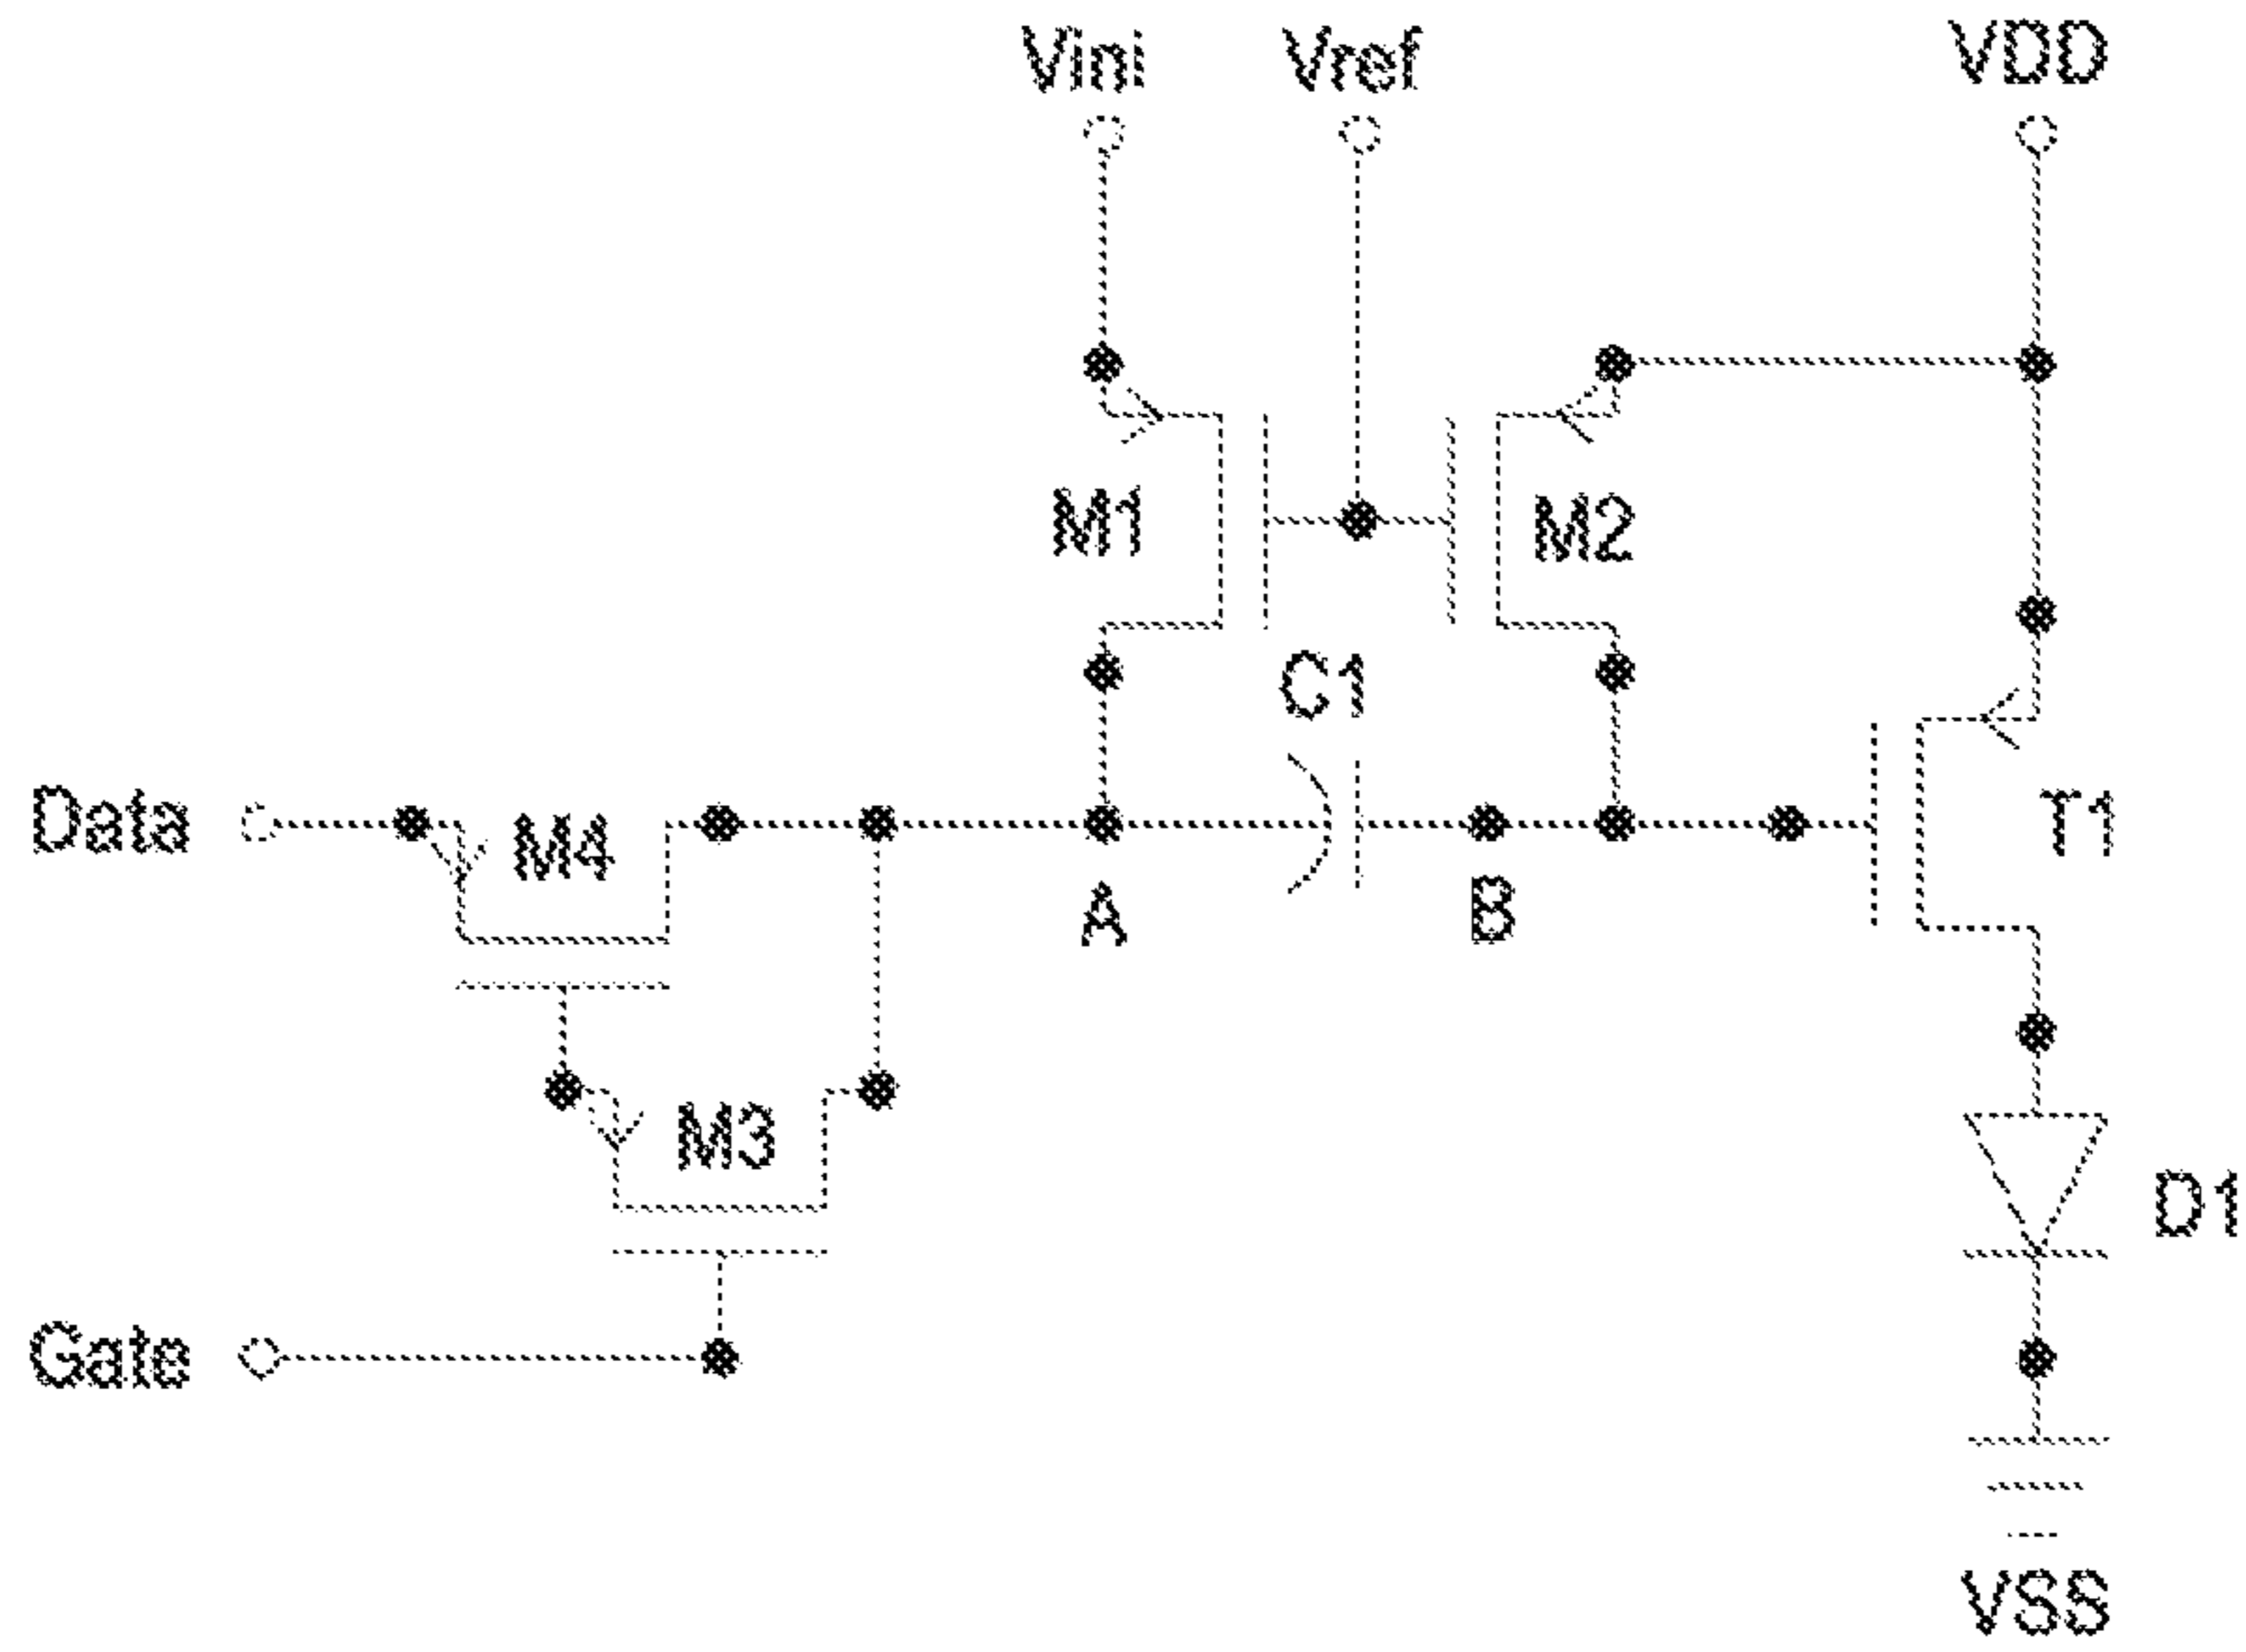 Vini Vref VDD
M1 M2
C1
Data M4 T1
A B
M3
D1
Gate
VSS